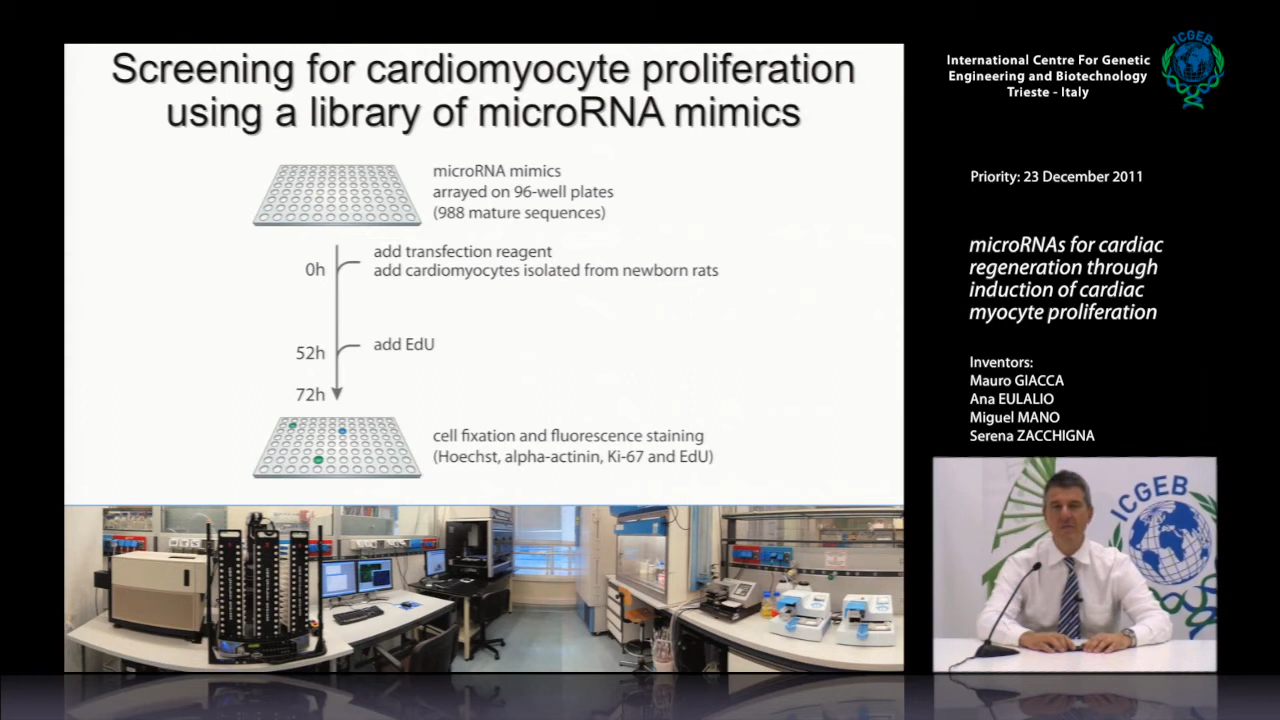 Screening for cardiomyocyte proliferation
using a library of microRNA mimics
microRNA mimics
arrayed on 96-well plates
(988 mature sequences)
0h
add transfection reagent
add cardiomyocytes isolated from newborn rats
52h
add EdU
72h
cell fixation and fluorescence staining
(Hoechst, alpha-actinin, Ki-67 and EdU)
International Centre For Genetic
Engineering and Biotechnology
Trieste - Italy
ICGEB
Priority: 23 December 2011
microRNAs for cardiac
regeneration through
induction of cardiac
myocyte proliferation
Inventors:
Mauro GIACCA
Ana EULALIO
Miguel MANO
Serena ZACCHIGNA
ICGEB